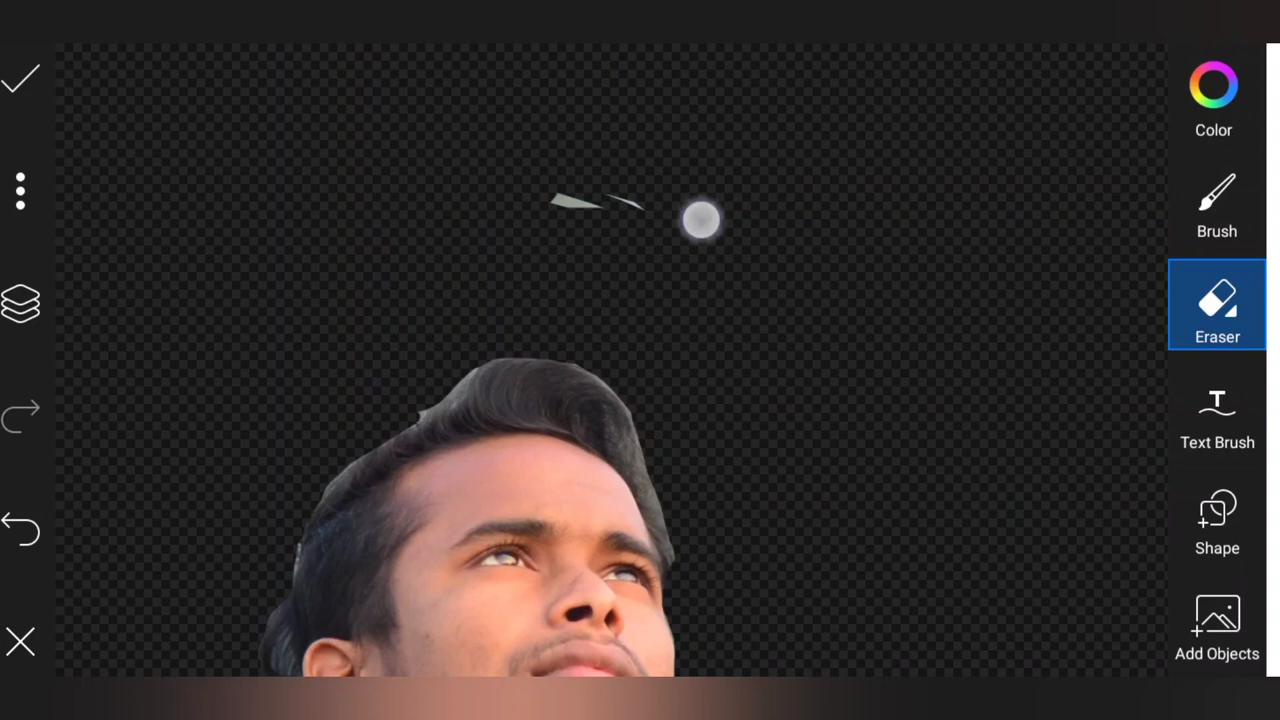 Color
Brush
Eraser
Text Brush
Shape
Add Objects